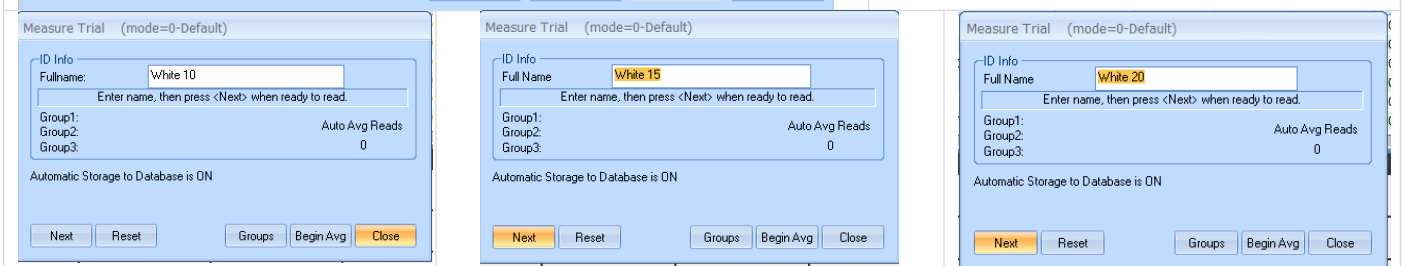 Measure Trial (mode=0-Default)
ID Info
Fullname: White 10
Enter name, then press <Next> when ready to read.
Group1:
Group2:
Group3:
Auto Avg Reads
0
Automatic Storage to Database is ON
Next Reset Groups Begin Avg Close
Measure Trial (mode=0-Default)
ID Info
Full Name White 15
Enter name, then press <Next> when ready to read.
Group1:
Group2:
Group3:
Auto Avg Reads
0
Automatic Storage to Database is ON
Next Reset Groups Begin Avg Close
Measure Trial (mode=0-Default)
ID Info
Full Name White 20
Enter name, then press <Next> when ready to read.
Group1:
Group2:
Group3:
Auto Avg Reads
0
Automatic Storage to Database is ON
Next Reset Groups Begin Avg Close